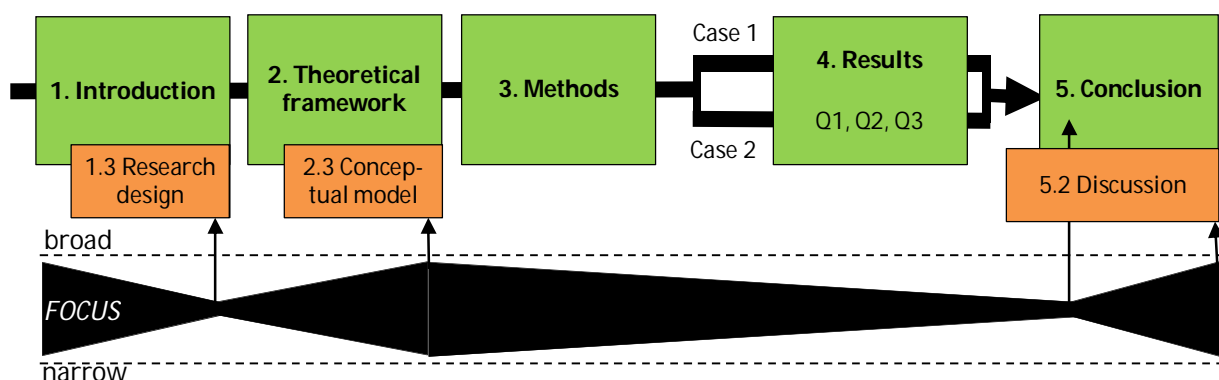 1. Introduction
1.3 Research
design
2. Theoretical
framework
2.3 Concep-
tual model
3. Methods
Case 1
Case 2
4. Results
Q1, Q2, Q3
5. Conclusion
5.2 Discussion
broad
FOCUS
narrow